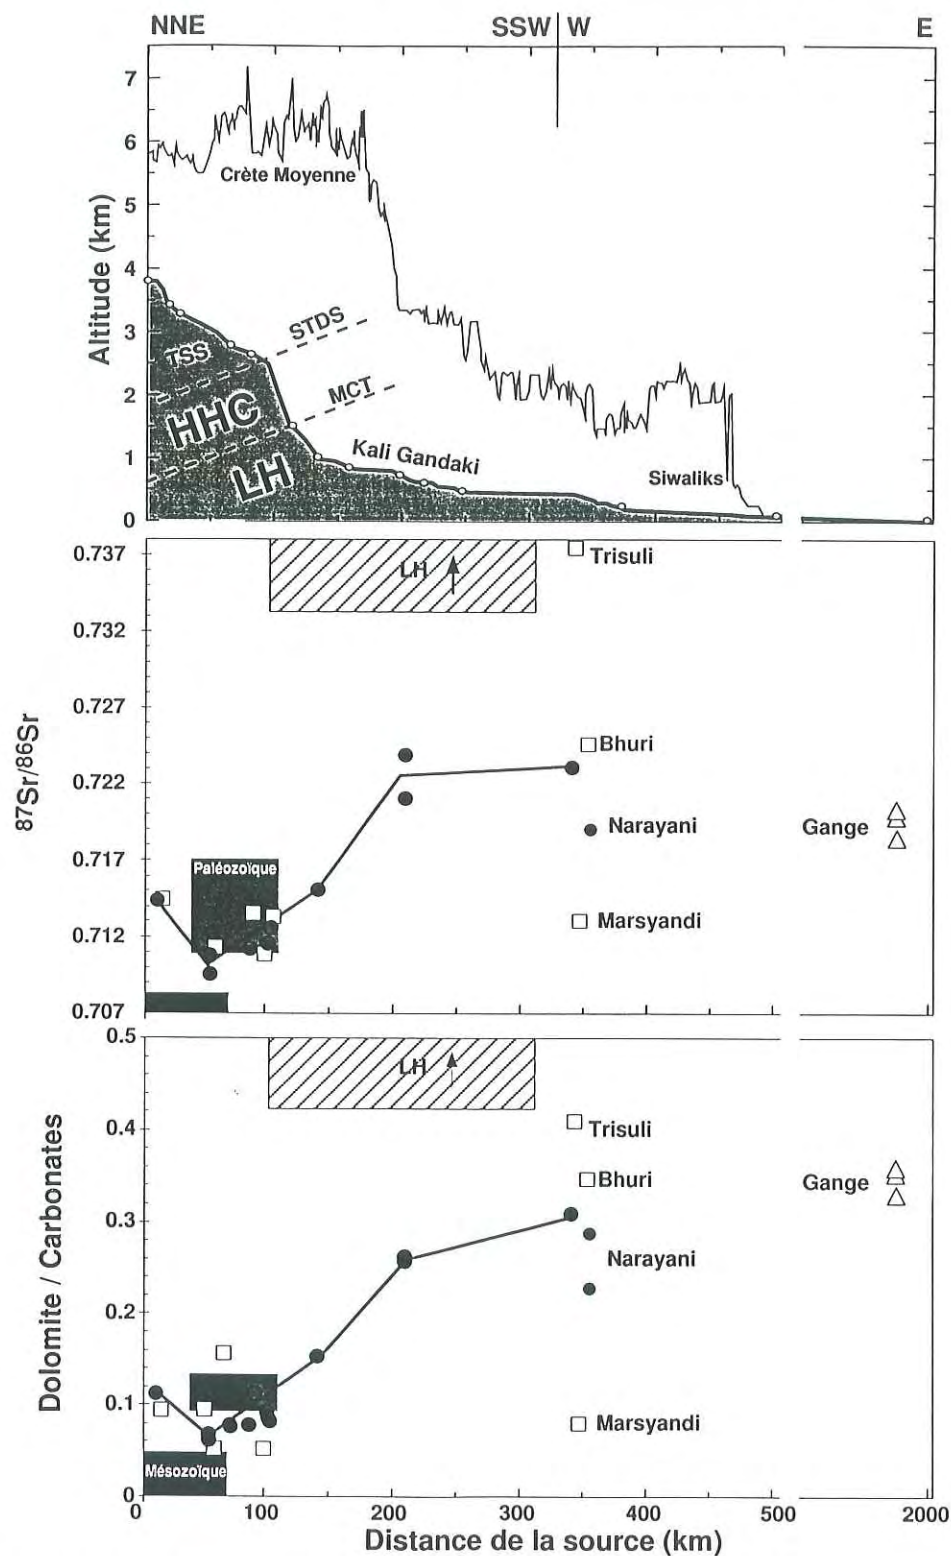 NNE SSW W E
7
6
5
4
3
2
1
0
Altitude (km)
Crète Moyenne
STDS
TSS
MCT
HHC
LH
Kali Gandaki
Siwaliks
0.737
0.732
0.727
0.722
0.717
0.712
0.707
87Sr/86Sr
LH
Trisuli
Bhuri
Narayani
Gange
Paléozoïque
Marsyandi
0.5
0.4
0.3
0.2
0.1
0
Dolomite / Carbonates
LH
Trisuli
Bhuri
Gange
Narayani
Marsyandi
Mésozoïque
0 100 200 300 400 500 2000
Distance de la source (km)